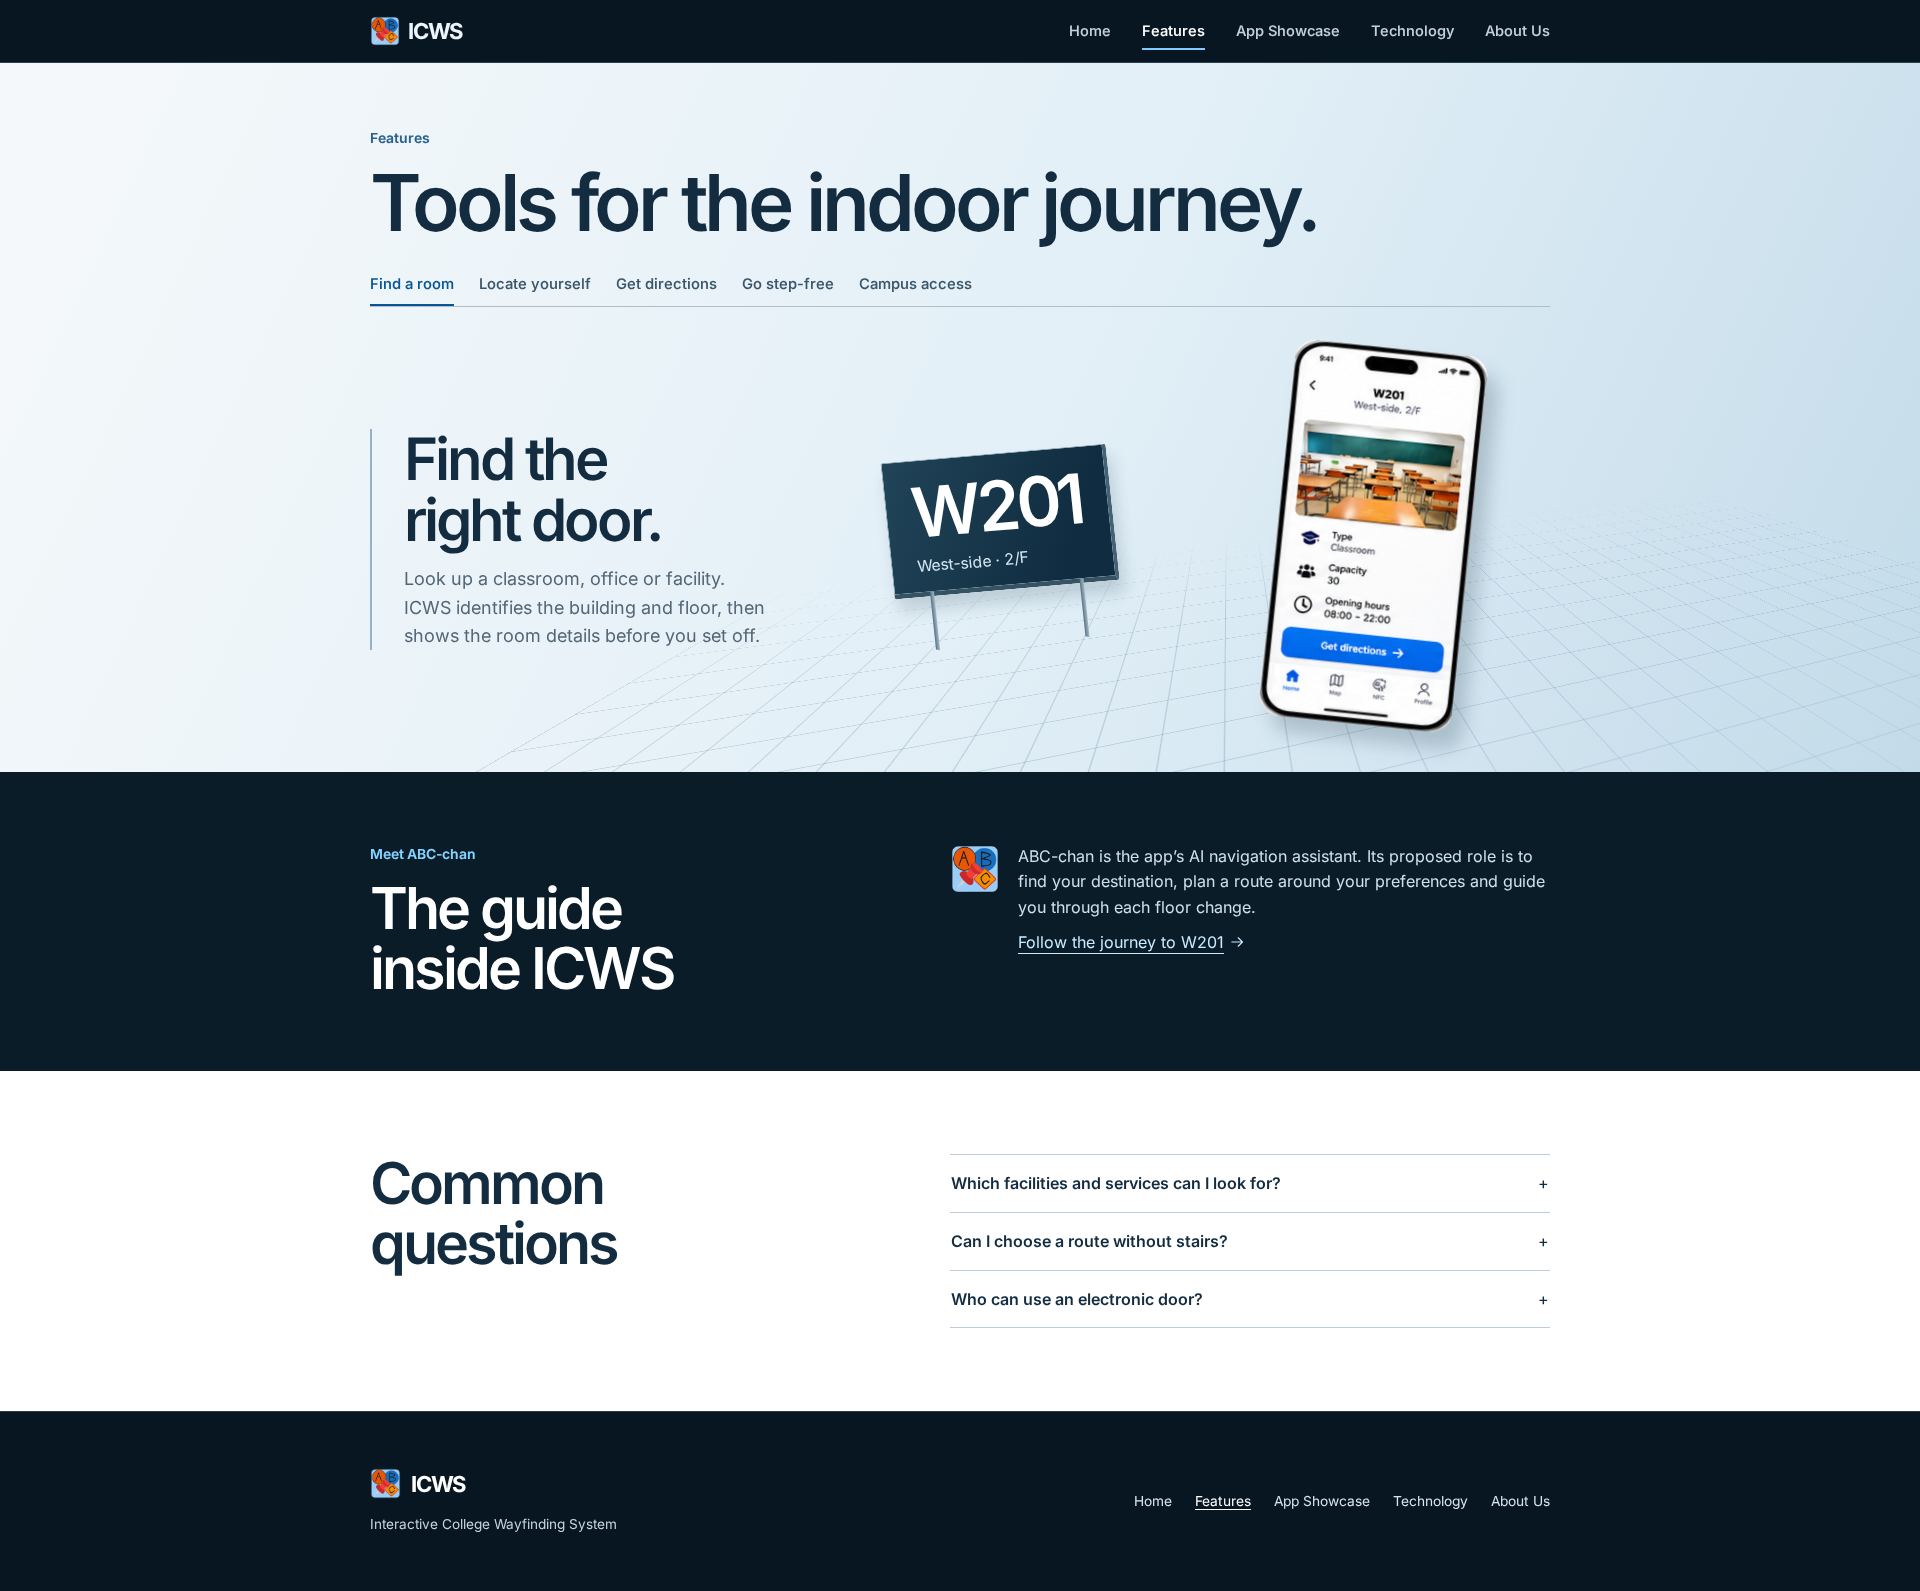 ICWS
Home Features App Showcase Technology About Us
Features
Tools for the indoor journey.
Find a room Locate yourself Get directions Go step-free Campus access
Find the
right door.
Look up a classroom, office or facility.
ICWS identifies the building and floor, then
shows the room details before you set off.
W201
West-side · 2/F
9:41
W201
West-side, 2/F
Type
Classroom
Capacity
30
Opening hours
08:00 – 22:00
Get directions →
Home Map NFC Profile
Meet ABC-chan
The guide
inside ICWS
A B C
ABC-chan is the app’s AI navigation assistant. Its proposed role is to
find your destination, plan a route around your preferences and guide
you through each floor change.
Follow the journey to W201 →
Common
questions
Which facilities and services can I look for? +
Can I choose a route without stairs? +
Who can use an electronic door? +
ICWS
Interactive College Wayfinding System
Home Features App Showcase Technology About Us